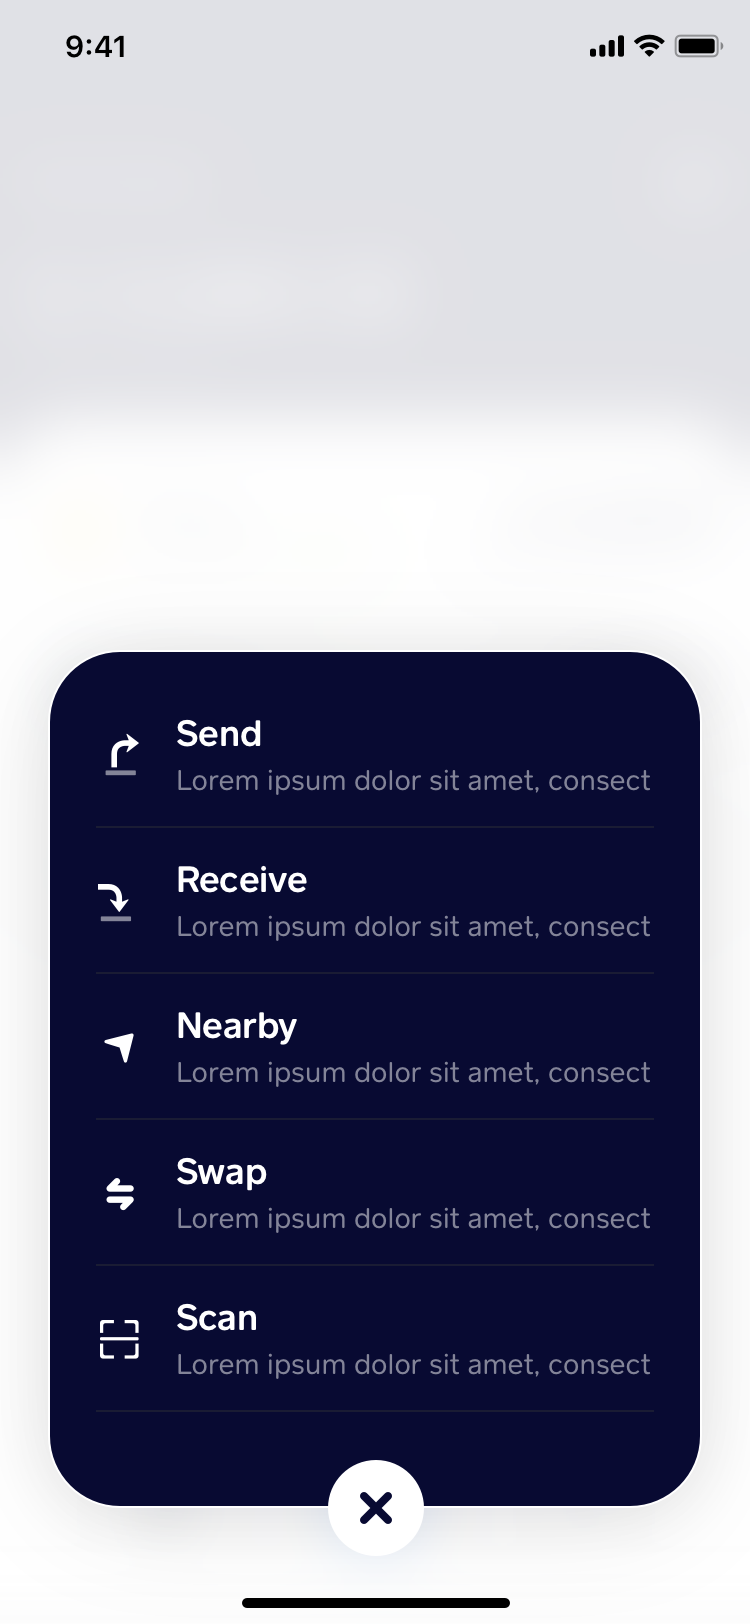 9:41
Send
Lorem ipsum dolor sit amet, consect
Receive
Lorem ipsum dolor sit amet, consect
Nearby
Lorem ipsum dolor sit amet, consect
Swap
Lorem ipsum dolor sit amet, consect
Scan
Lorem ipsum dolor sit amet, consect